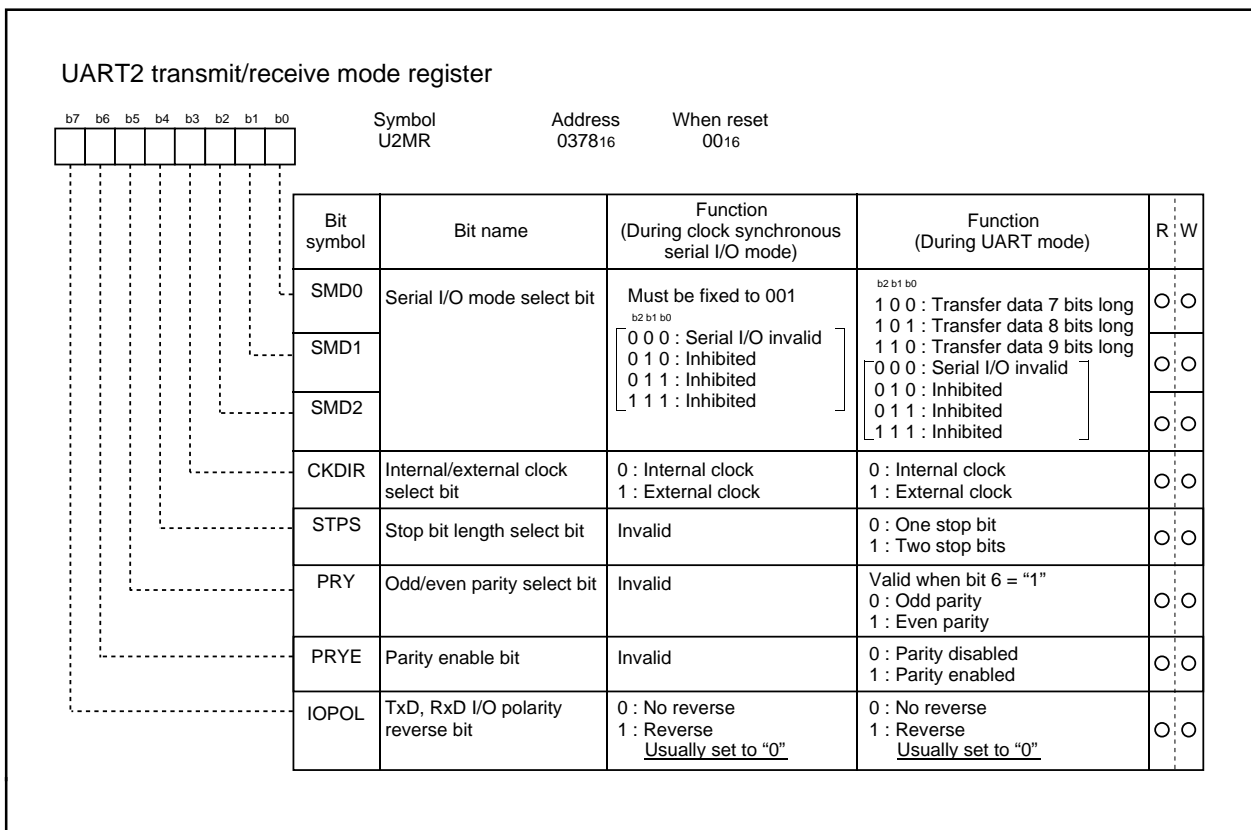 UART2 transmit/receive mode register
b7 b6 b5 b4 b3 b2 b1 b0
Symbol Address When reset
U2MR 037816 0016
Bit symbol Bit name Function (During clock synchronous serial I/O mode) Function (During UART mode) R W
SMD0 Serial I/O mode select bit
SMD1
SMD2
Must be fixed to 001
b2 b1 b0
0 0 0 : Serial I/O invalid
0 1 0 : Inhibited
0 1 1 : Inhibited
1 1 1 : Inhibited
b2 b1 b0
1 0 0 : Transfer data 7 bits long
1 0 1 : Transfer data 8 bits long
1 1 0 : Transfer data 9 bits long
0 0 0 : Serial I/O invalid
0 1 0 : Inhibited
0 1 1 : Inhibited
1 1 1 : Inhibited
CKDIR
Internal/external clock
select bit
0 : Internal clock
1 : External clock
0 : Internal clock
1 : External clock
STPS
Stop bit length select bit
Invalid
0 : One stop bit
1 : Two stop bits
PRY
Odd/even parity select bit
Invalid
Valid when bit 6 = “1”
0 : Odd parity
1 : Even parity
PRYE
Parity enable bit
Invalid
0 : Parity disabled
1 : Parity enabled
IOPOL
TxD, RxD I/O polarity
reverse bit
0 : No reverse
1 : Reverse
Usually set to “0”
0 : No reverse
1 : Reverse
Usually set to “0”